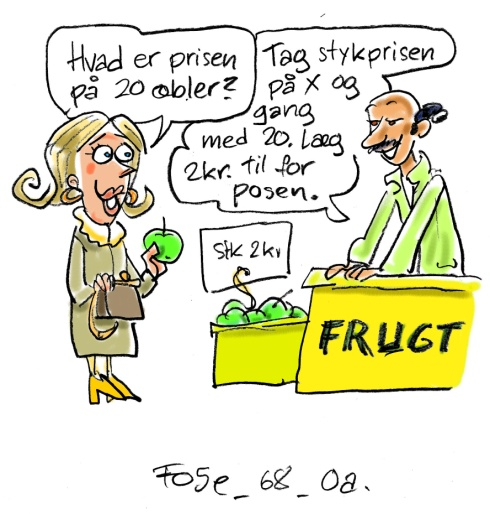 Hvad er prisen
på 20 æbler?
Tag stykprisen
på X og
gang
med 20. Læg
2kr. til for
posen.
Stk 2kr
FRUGT
FoSe_68_0a.